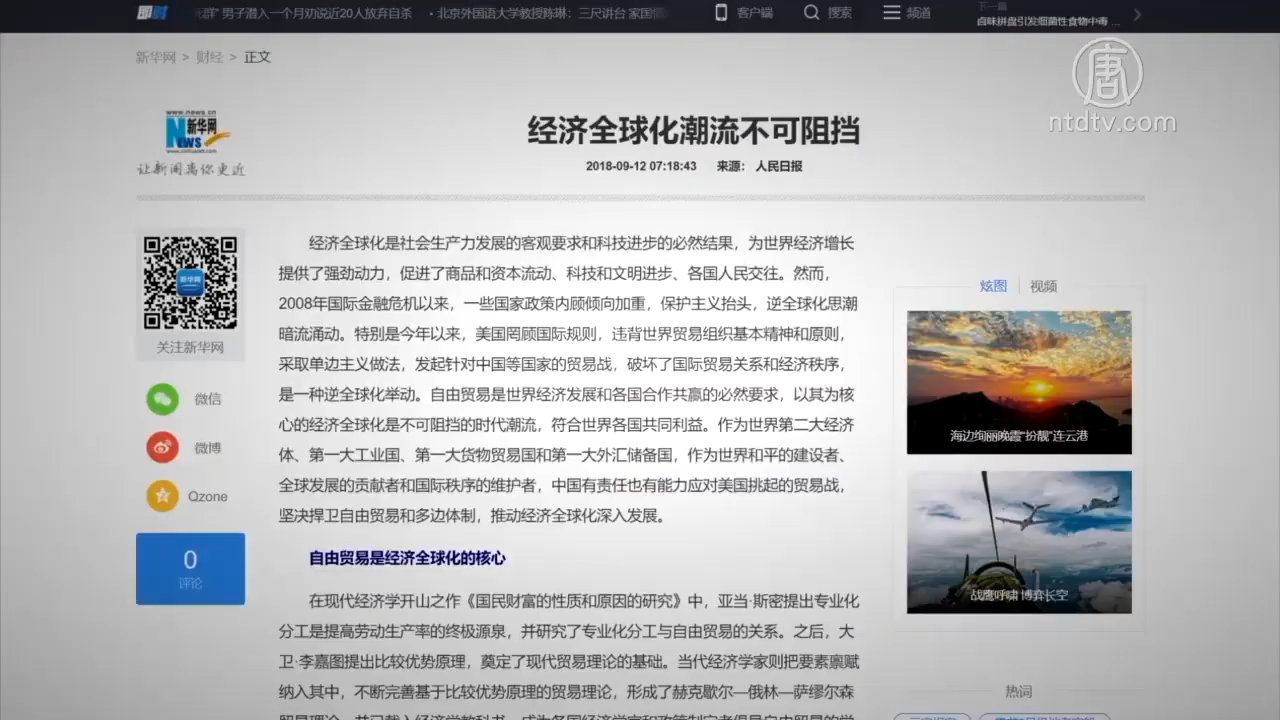 即财
死群" 男子潜入一个月劝说近20人放弃自杀
· 北京外国语大学教授陈琳：三尺讲台 家国情
客户端
搜索
频道
下一篇
卤味拼盘引发细菌性食物中毒 ...
新华网 > 财经 > 正文
唐
ntdtv.com
www.news.cn
新华网
NEWS
让新闻离你更近
经济全球化潮流不可阻挡
2018-09-12 07:18:43 来源： 人民日报
新华网
关注新华网
微信
微博
Qzone
0
评论
经济全球化是社会生产力发展的客观要求和科技进步的必然结果，为世界经济增长
提供了强劲动力，促进了商品和资本流动、科技和文明进步、各国人民交往。然而，
2008年国际金融危机以来，一些国家政策内顾倾向加重，保护主义抬头，逆全球化思潮
暗流涌动。特别是今年以来，美国罔顾国际规则，违背世界贸易组织基本精神和原则，
采取单边主义做法，发起针对中国等国家的贸易战，破坏了国际贸易关系和经济秩序，
是一种逆全球化举动。自由贸易是世界经济发展和各国合作共赢的必然要求，以其为核
心的经济全球化是不可阻挡的时代潮流，符合世界各国共同利益。作为世界第二大经济
体、第一大工业国、第一大货物贸易国和第一大外汇储备国，作为世界和平的建设者、
全球发展的贡献者和国际秩序的维护者，中国有责任也有能力应对美国挑起的贸易战，
坚决捍卫自由贸易和多边体制，推动经济全球化深入发展。
自由贸易是经济全球化的核心
在现代经济学开山之作《国民财富的性质和原因的研究》中，亚当·斯密提出专业化
分工是提高劳动生产率的终极源泉，并研究了专业化分工与自由贸易的关系。之后，大
卫·李嘉图提出比较优势原理，奠定了现代贸易理论的基础。当代经济学家则把要素禀赋
纳入其中，不断完善基于比较优势原理的贸易理论，形成了赫克歇尔—俄林—萨缪尔森
炫图
视频
海边绚丽晚霞"扮靓"连云港
战鹰呼啸 博弈长空
热词